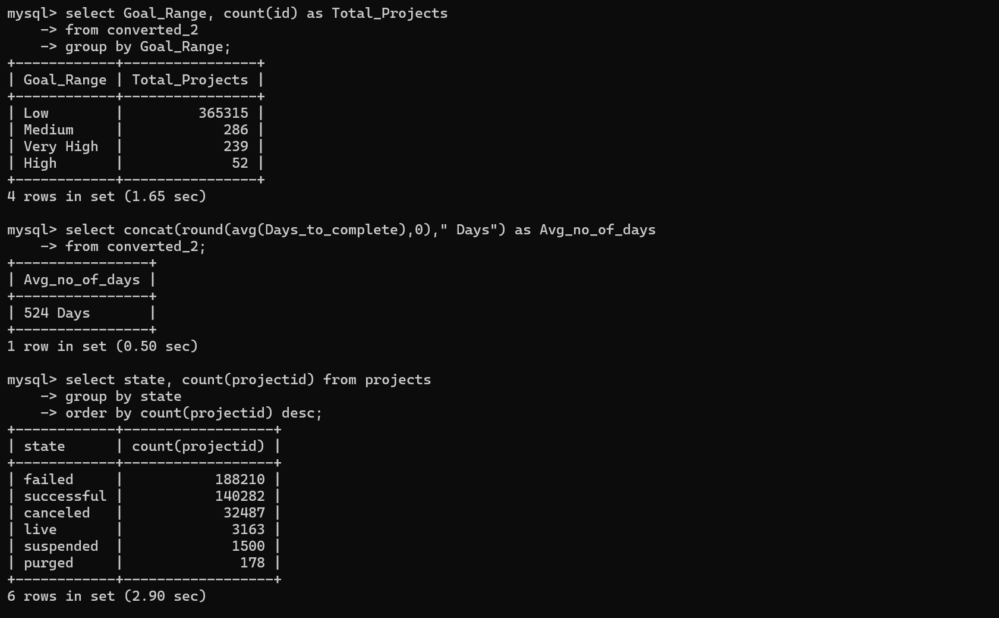 mysql> select Goal_Range, count(id) as Total_Projects
    -> from converted_2
    -> group by Goal_Range;
+------------+----------------+
| Goal_Range | Total_Projects |
+------------+----------------+
| Low        |         365315 |
| Medium     |            286 |
| Very High  |            239 |
| High       |             52 |
+------------+----------------+
4 rows in set (1.65 sec)

mysql> select concat(round(avg(Days_to_complete),0)," Days") as Avg_no_of_days
    -> from converted_2;
+----------------+
| Avg_no_of_days |
+----------------+
| 524 Days       |
+----------------+
1 row in set (0.50 sec)

mysql> select state, count(projectid) from projects
    -> group by state
    -> order by count(projectid) desc;
+------------+------------------+
| state      | count(projectid) |
+------------+------------------+
| failed     |           188210 |
| successful |           140282 |
| canceled   |            32487 |
| live       |             3163 |
| suspended  |             1500 |
| purged     |              178 |
+------------+------------------+
6 rows in set (2.90 sec)